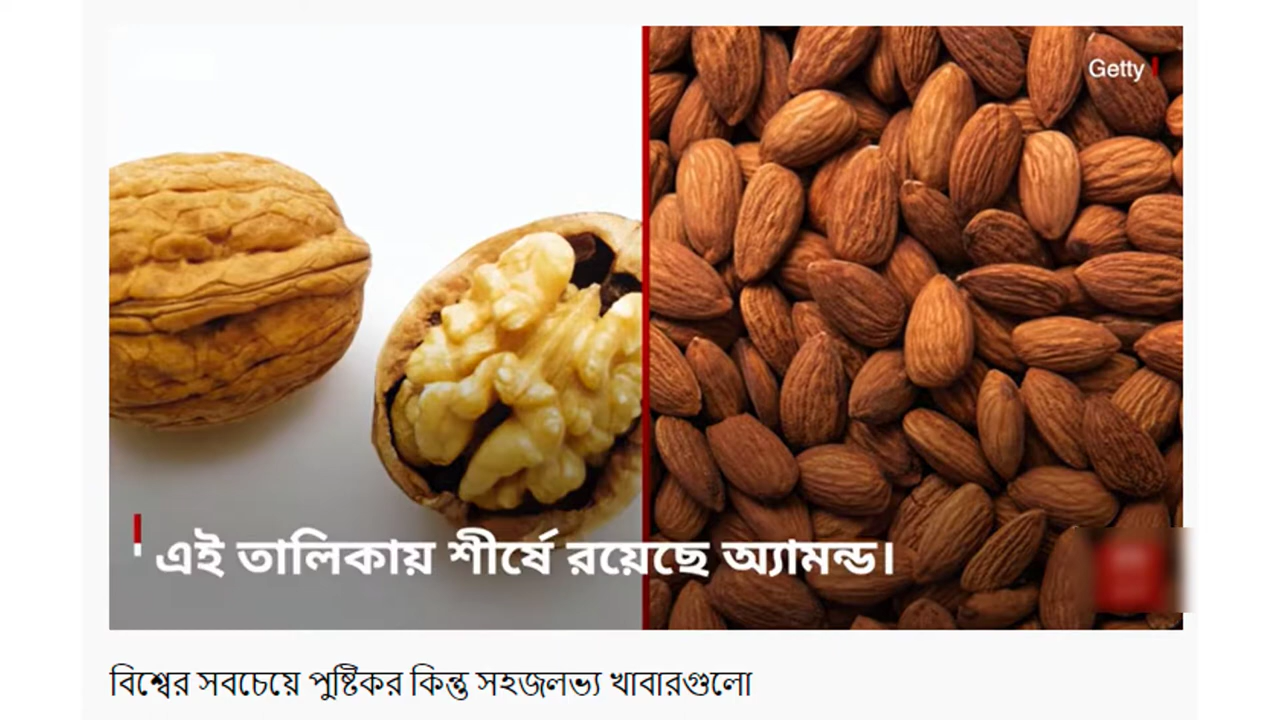 Getty
এই তালিকায় শীর্ষে রয়েছে অ্যামন্ড।
বিশ্বের সবচেয়ে পুষ্টিকর কিন্তু সহজলভ্য খাবারগুলো